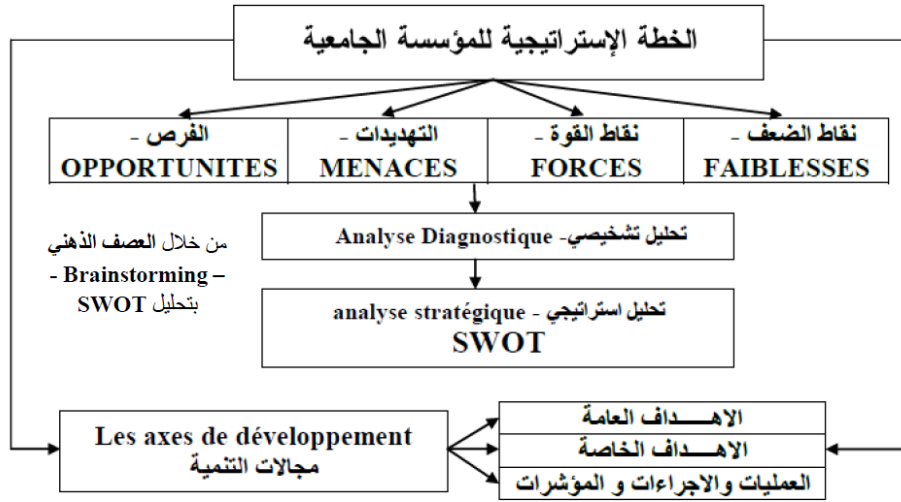 الخطة الإستراتيجية للمؤسسة الجامعية
نقاط الضعف -
FAIBLESSES
نقاط القوة -
FORCES
التهديدات -
MENACES
الفرص -
OPPORTUNITES
تحليل تشخيصي- Analyse Diagnostique
من خلال العصف الذهني
- Brainstorming –
بتحليل SWOT
تحليل استراتيجي - analyse stratégique
SWOT
Les axes de développement
مجالات التنمية
الاهــــداف العامة
الاهــــداف الخاصة
العمليات والاجراءات و المؤشرات